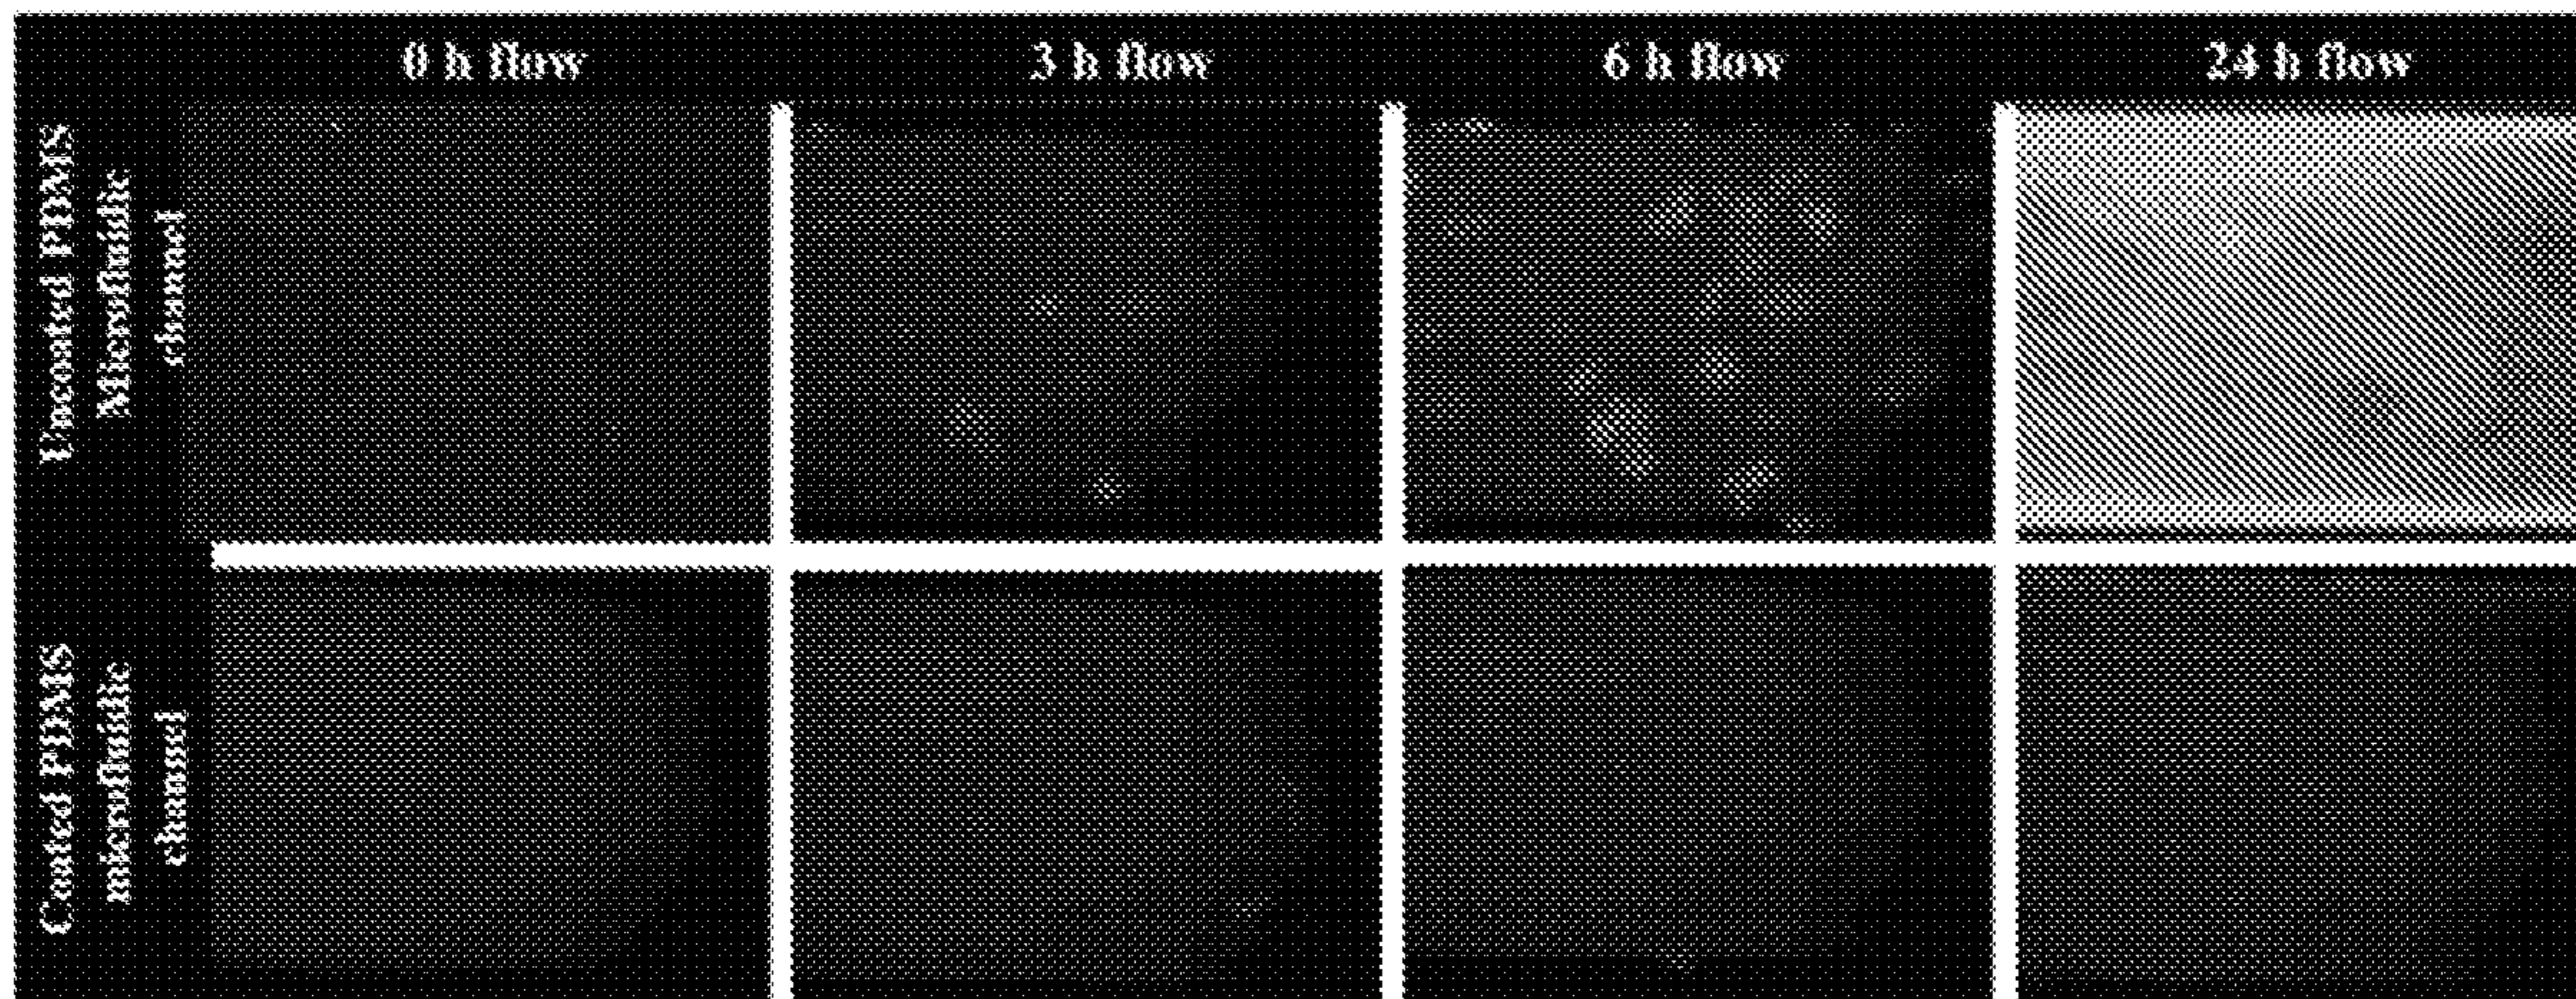 0 h flow
3 h flow
6 h flow
24 h flow
Uncoated PDMS
Microfluidic
channel
Coated PDMS
microfluidic
channel